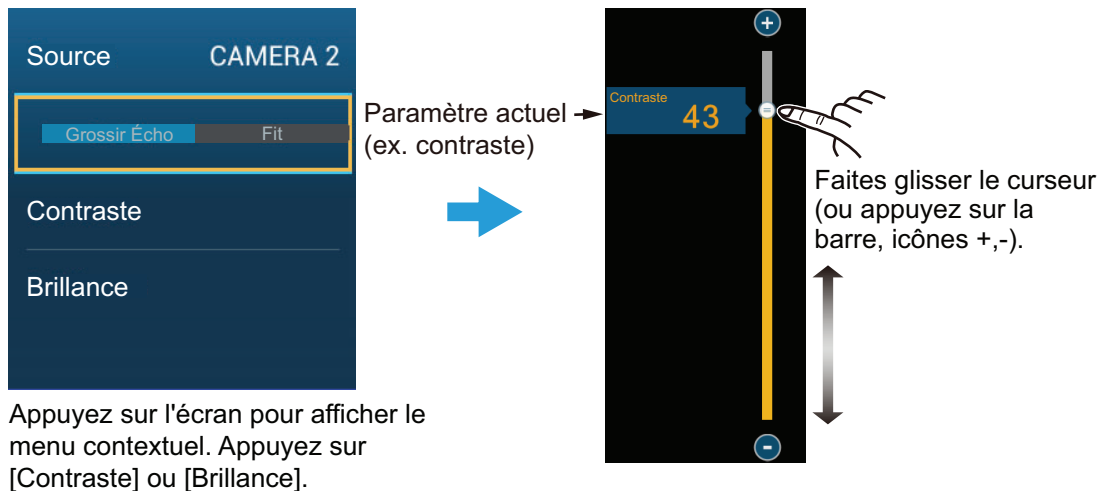 Source CAMERA 2
Grossir Écho Fit
Contraste
Brillance
Appuyez sur l'écran pour afficher le
menu contextuel. Appuyez sur
[Contraste] ou [Brillance].
Paramètre actuel
(ex. contraste)
+
Contraste
43
=
-
Faites glisser le curseur
(ou appuyez sur la
barre, icônes +,-).